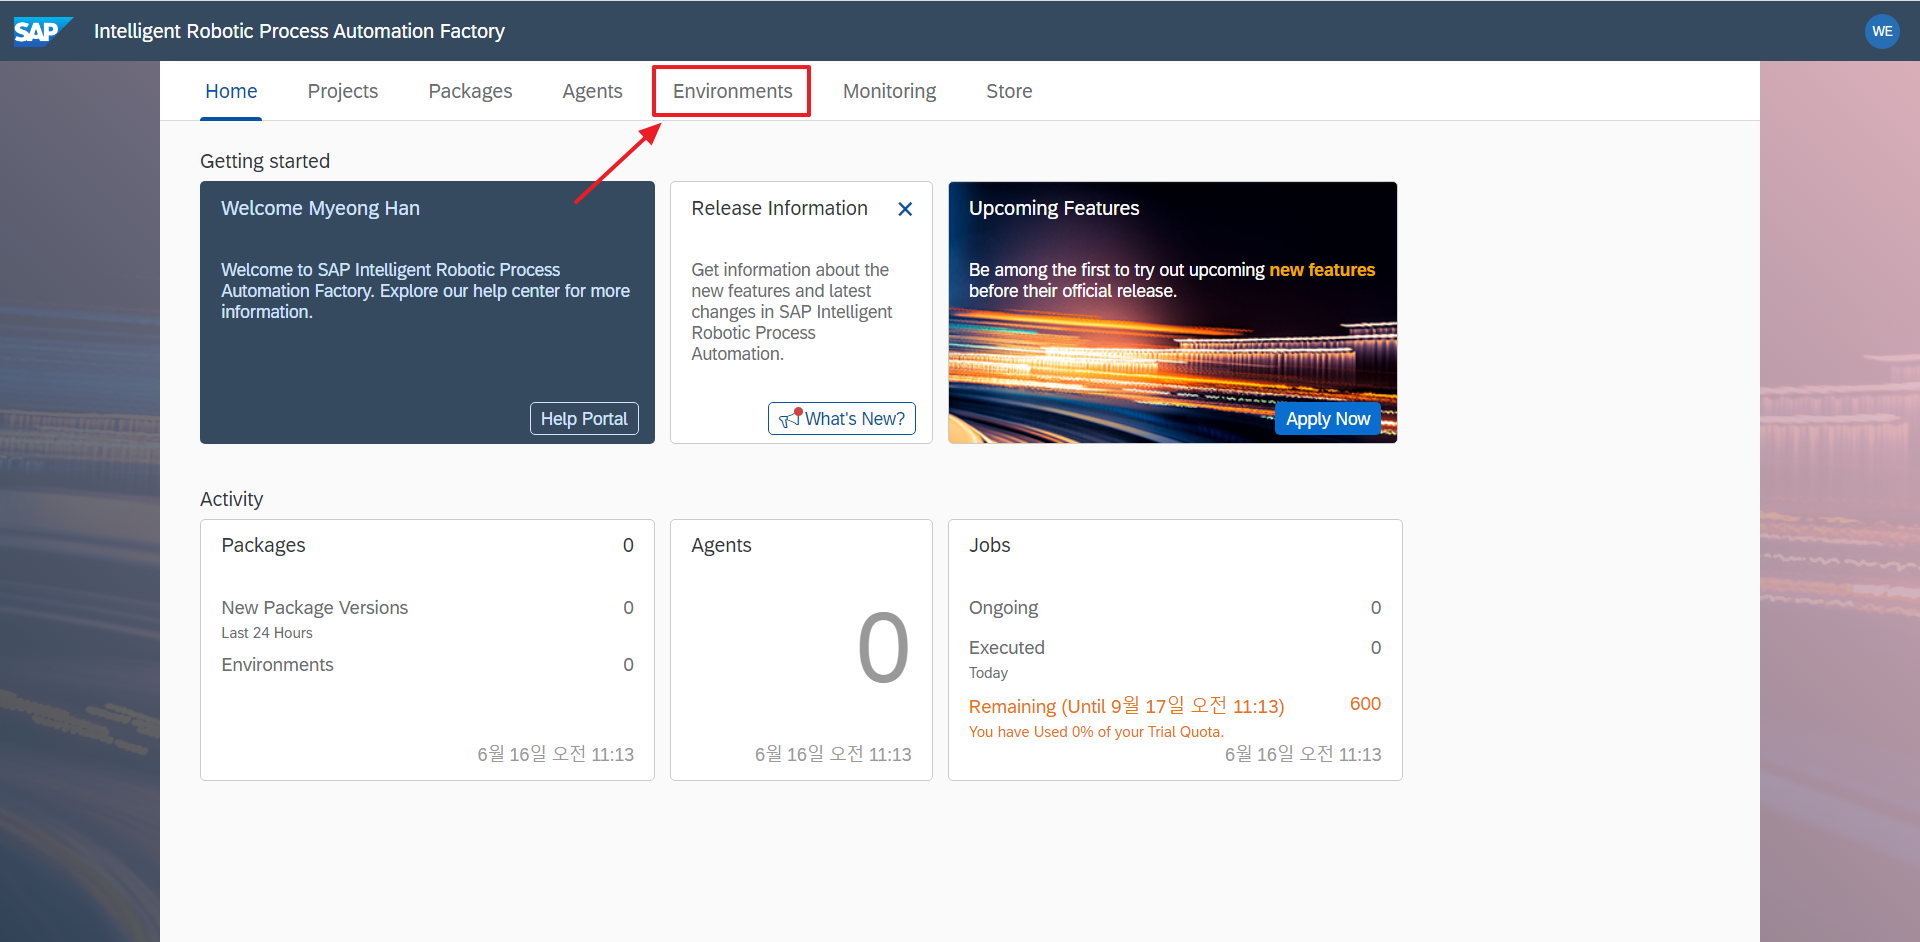 SAP Intelligent Robotic Process Automation Factory WE
Home Projects Packages Agents Environments Monitoring Store
Getting started
Welcome Myeong Han
Welcome to SAP Intelligent Robotic Process
Automation Factory. Explore our help center for more
information.
Help Portal
Release Information
Get information about the
new features and latest
changes in SAP Intelligent
Robotic Process
Automation.
What's New?
Upcoming Features
Be among the first to try out upcoming new features
before their official release.
Apply Now
Activity
Packages 0
New Package Versions 0
Last 24 Hours
Environments 0
6월 16일 오전 11:13
Agents
0
6월 16일 오전 11:13
Jobs
Ongoing 0
Executed 0
Today
Remaining (Until 9월 17일 오전 11:13) 600
You have Used 0% of your Trial Quota.
6월 16일 오전 11:13